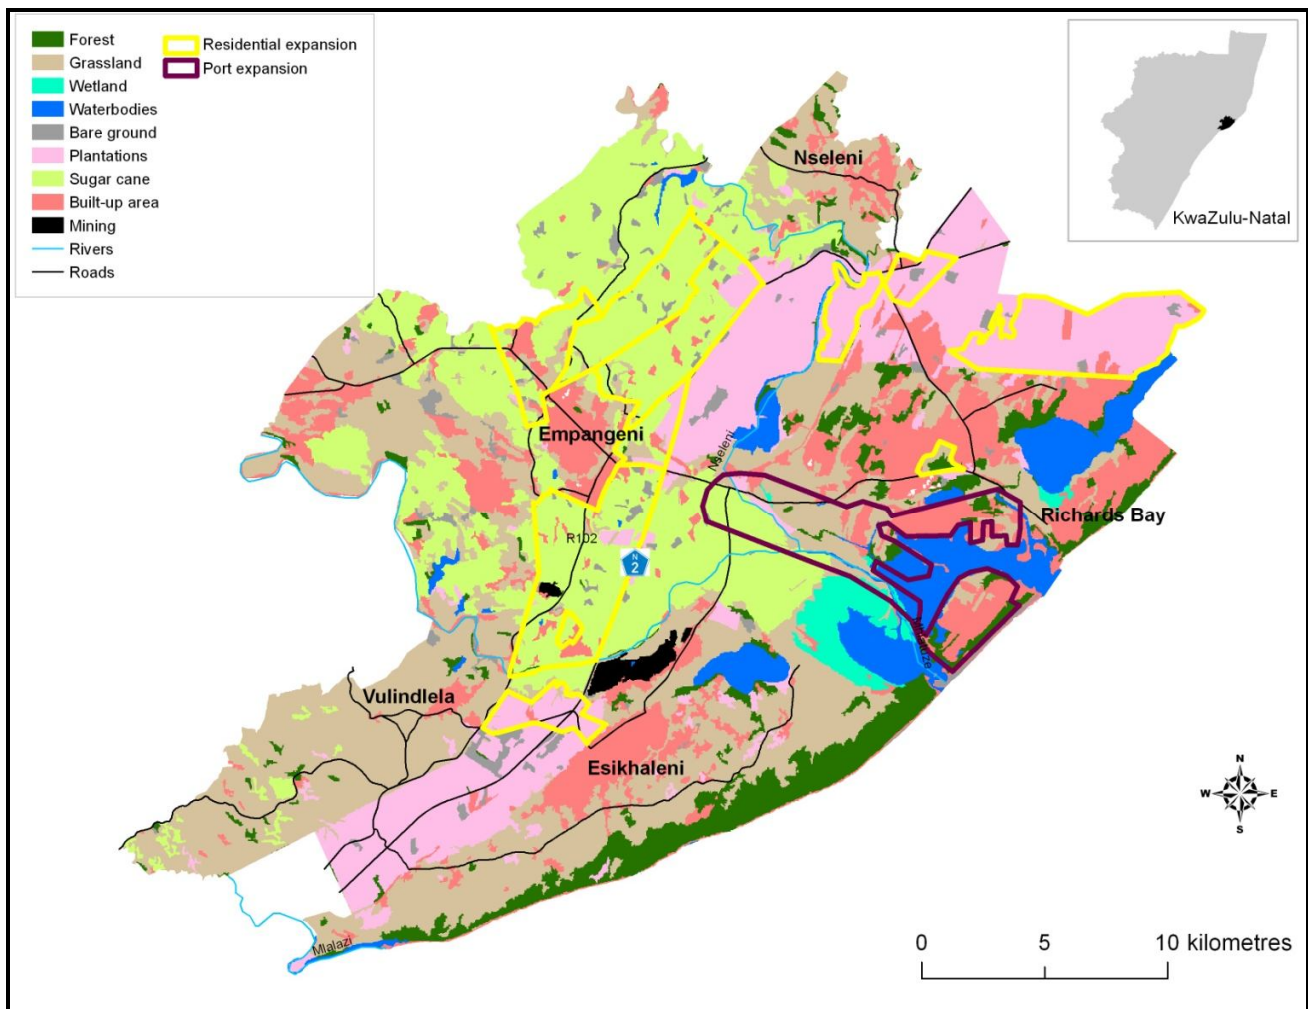 Forest
Grassland
Wetland
Waterbodies
Bare ground
Plantations
Sugar cane
Built-up area
Mining
Rivers
Roads
Residential expansion
Port expansion
KwaZulu-Natal
Nseleni
Empangeni
Nseleni
Richards Bay
R102
N
2
Vulindlela
Esikhaleni
Mlalazi
N
W E
S
0 5 10 kilometres